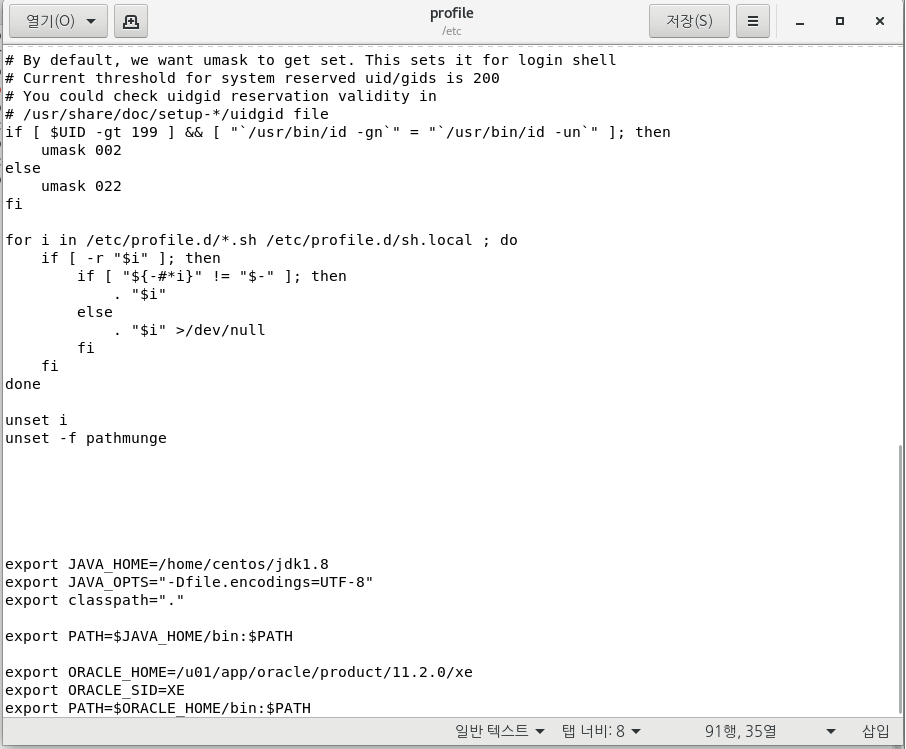 열기(O)
profile
/etc
저장(S)
# By default, we want umask to get set. This sets it for login shell
# Current threshold for system reserved uid/gids is 200
# You could check uidgid reservation validity in
# /usr/share/doc/setup-*/uidgid file
if [ $UID -gt 199 ] && [ "`/usr/bin/id -gn`" = "`/usr/bin/id -un`" ]; then
    umask 002
else
    umask 022
fi

for i in /etc/profile.d/*.sh /etc/profile.d/sh.local ; do
    if [ -r "$i" ]; then
        if [ "${-#*i}" != "$-" ]; then
            . "$i"
        else
            . "$i" >/dev/null
        fi
    fi
done

unset i
unset -f pathmunge

export JAVA_HOME=/home/centos/jdk1.8
export JAVA_OPTS="-Dfile.encodings=UTF-8"
export classpath="."

export PATH=$JAVA_HOME/bin:$PATH

export ORACLE_HOME=/u01/app/oracle/product/11.2.0/xe
export ORACLE_SID=XE
export PATH=$ORACLE_HOME/bin:$PATH
일반 텍스트 탭 너비: 8 91행, 35열 삽입